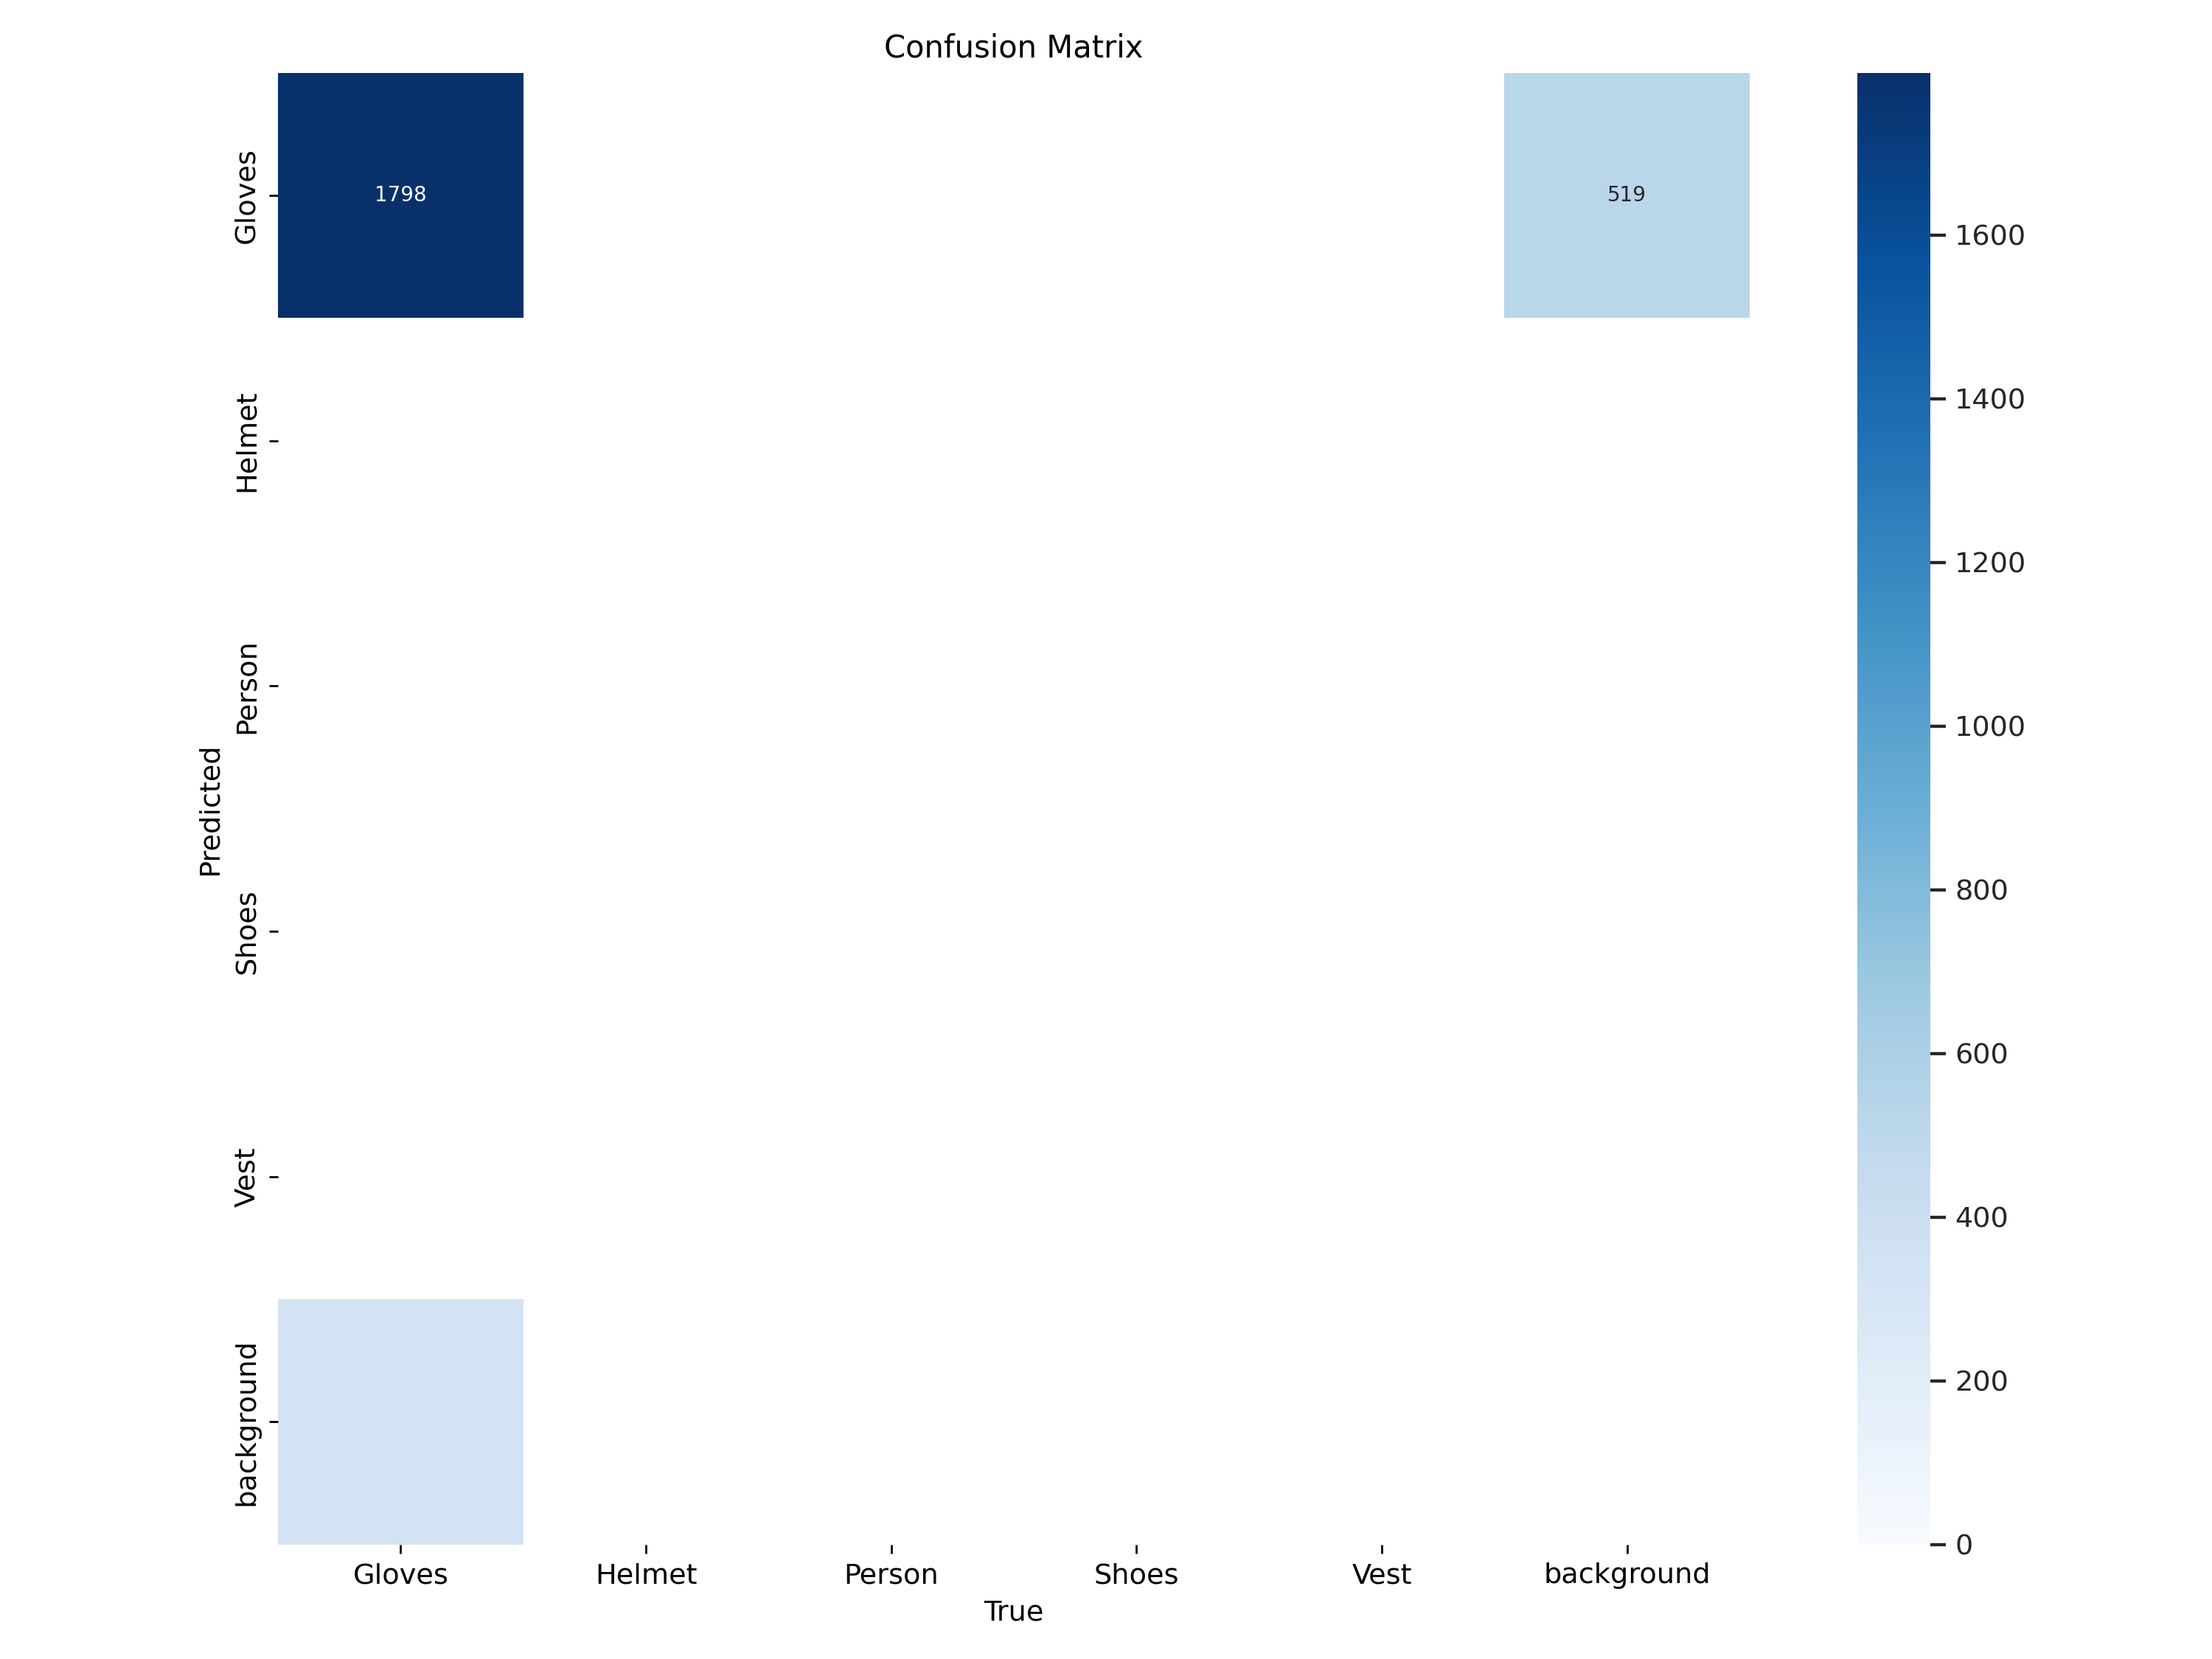 Confusion Matrix
Gloves
1798
519
Helmet
Person
Shoes
Vest
background
Predicted
Gloves
Helmet
Person
Shoes
Vest
background
True
1600
1400
1200
1000
800
600
400
200
0